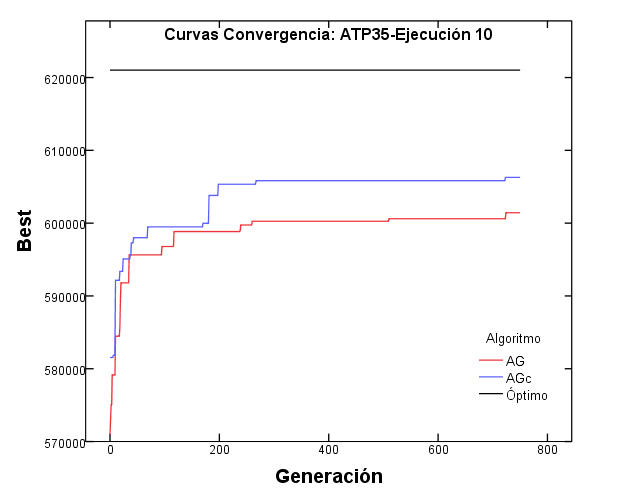 Curvas Convergencia: ATP35-Ejecución 10
620000
610000
600000
590000
580000
570000
Best
0
200
400
600
800
Generación
Algoritmo
AG
AGc
Óptimo